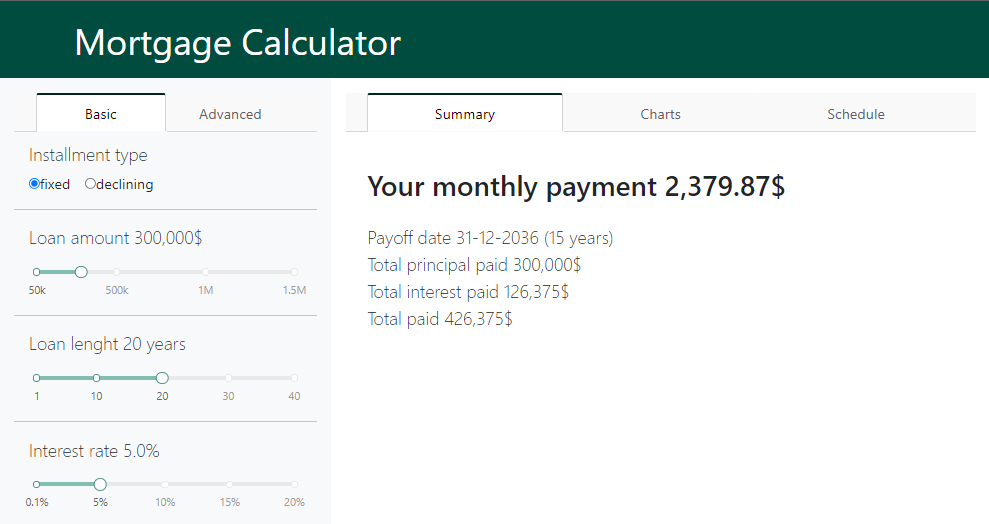 Mortgage Calculator
Basic
Advanced
Installment type
fixed
declining
Loan amount 300,000$
50k
500k
1M
1.5M
Loan lenght 20 years
1
10
20
30
40
Interest rate 5.0%
0.1%
5%
10%
15%
20%
Summary
Charts
Schedule
Your monthly payment 2,379.87$
Payoff date 31-12-2036 (15 years)
Total principal paid 300,000$
Total interest paid 126,375$
Total paid 426,375$